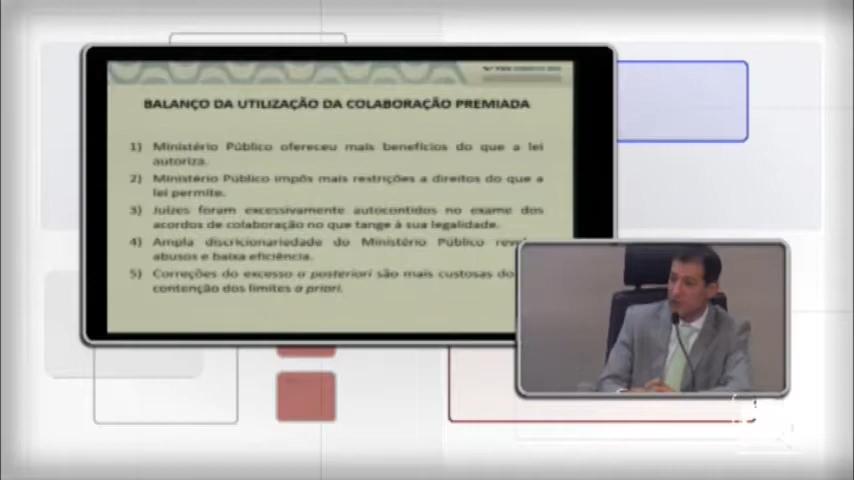 BALANÇO DA UTILIZAÇÃO DA COLABORAÇÃO PREMIADA
1) Ministério Público ofereceu mais benefícios do que a lei
autoriza.
2) Ministério Público impôs mais restrições a direitos do que a
lei permite.
3) Juízes foram excessivamente autocontidos no exame dos
acordos de colaboração no que tange à sua legalidade.
4) Ampla discricionariedade do Ministério Público
abusos e baixa eficiência.
5) Correções do excesso a posteriori são mais custosas
contenção dos limites a priori.